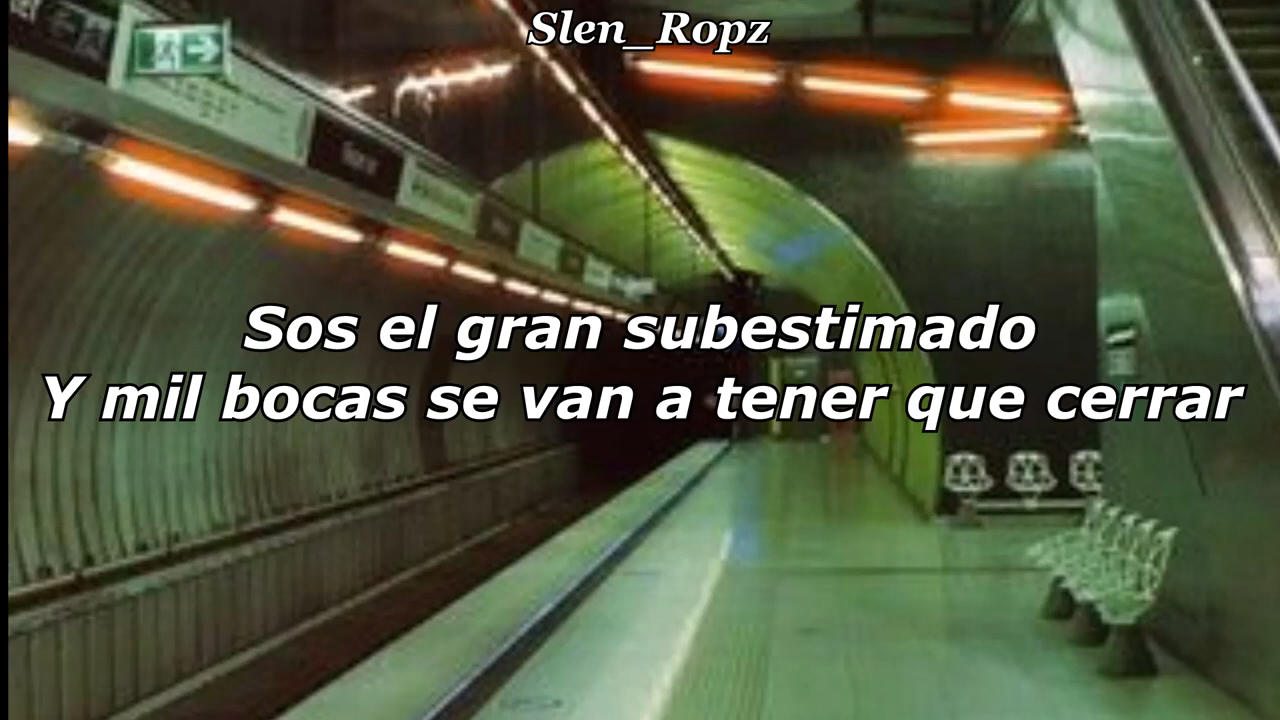 Slen_Ropz
Sos el gran subestimado
Y mil bocas se van a tener que cerrar